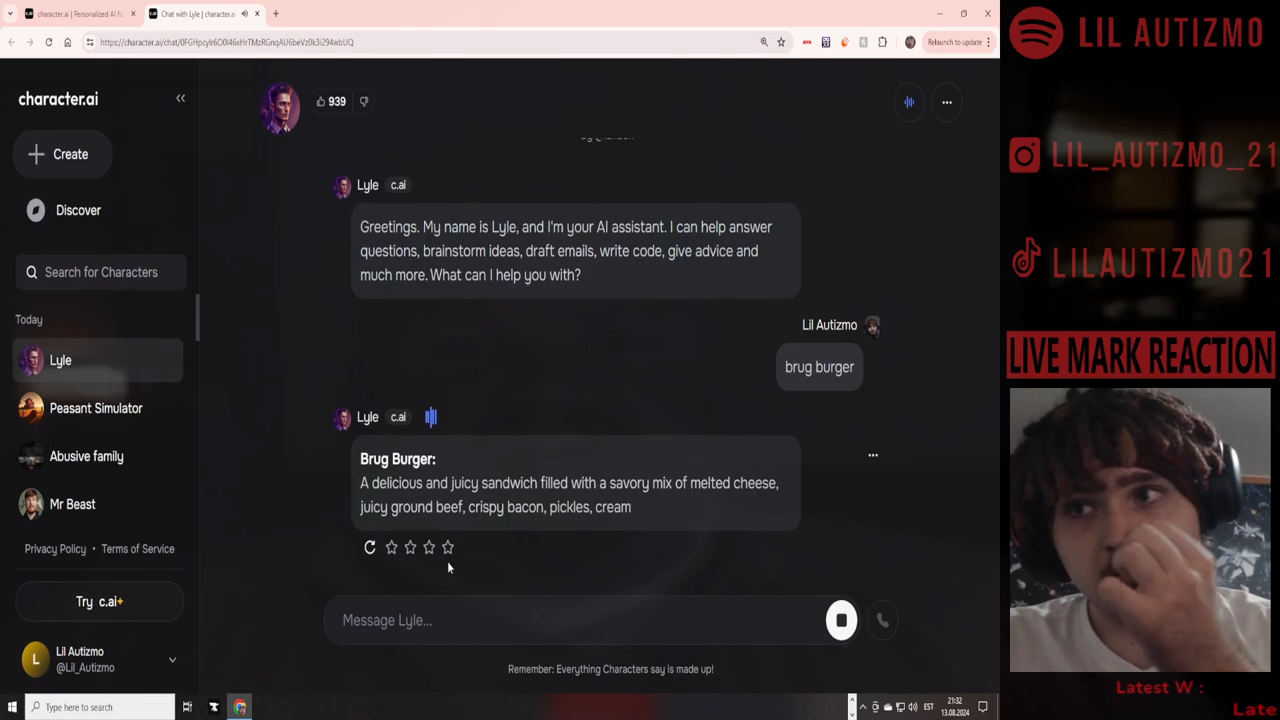 character.ai | Personalized AI fo
Chat with Lyle | character.ai
https://character.ai/chat/0FGHpcyIr6O0l46xHrTMzRGnqAU6beVz0k3i294wbUQ
Relaunch to update
character.ai
939
Create
Discover
Search for Characters
Today
Lyle
Peasant Simulator
Abusive family
Mr Beast
Privacy Policy • Terms of Service
Try c.ai+
L
Lil Autizmo
@Lil_Autizmo
Lyle c.ai
Greetings. My name is Lyle, and I'm your AI assistant. I can help answer
questions, brainstorm ideas, draft emails, write code, give advice and
much more. What can I help you with?
Lil Autizmo
brug burger
Lyle c.ai
Brug Burger:
A delicious and juicy sandwich filled with a savory mix of melted cheese,
juicy ground beef, crispy bacon, pickles, cream
Message Lyle...
Remember: Everything Characters say is made up!
Type here to search
EST
21:32
13.08.2024
LIL AUTIZMO
LIL_AUTIZMO_21
LILAUTIZMO21
LIVE MARK REACTION
Latest W :
Late